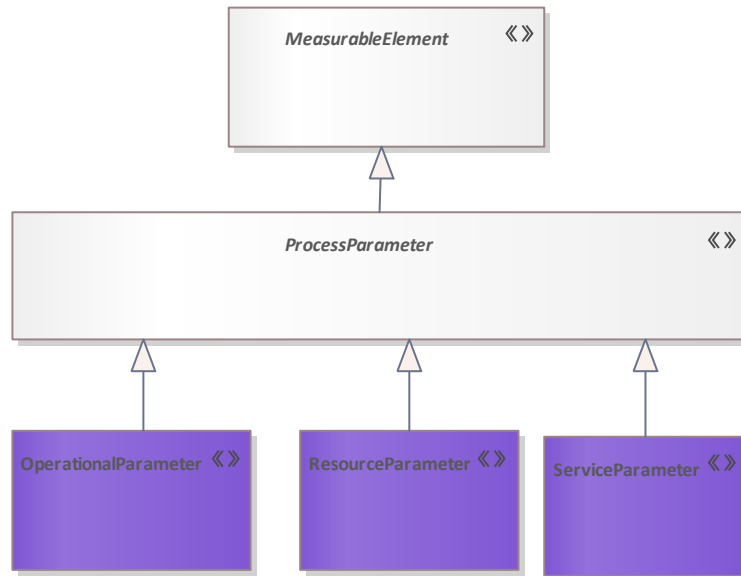 MeasurableElement «»
ProcessParameter «»
OperationalParameter «»
ResourceParameter «»
ServiceParameter «»